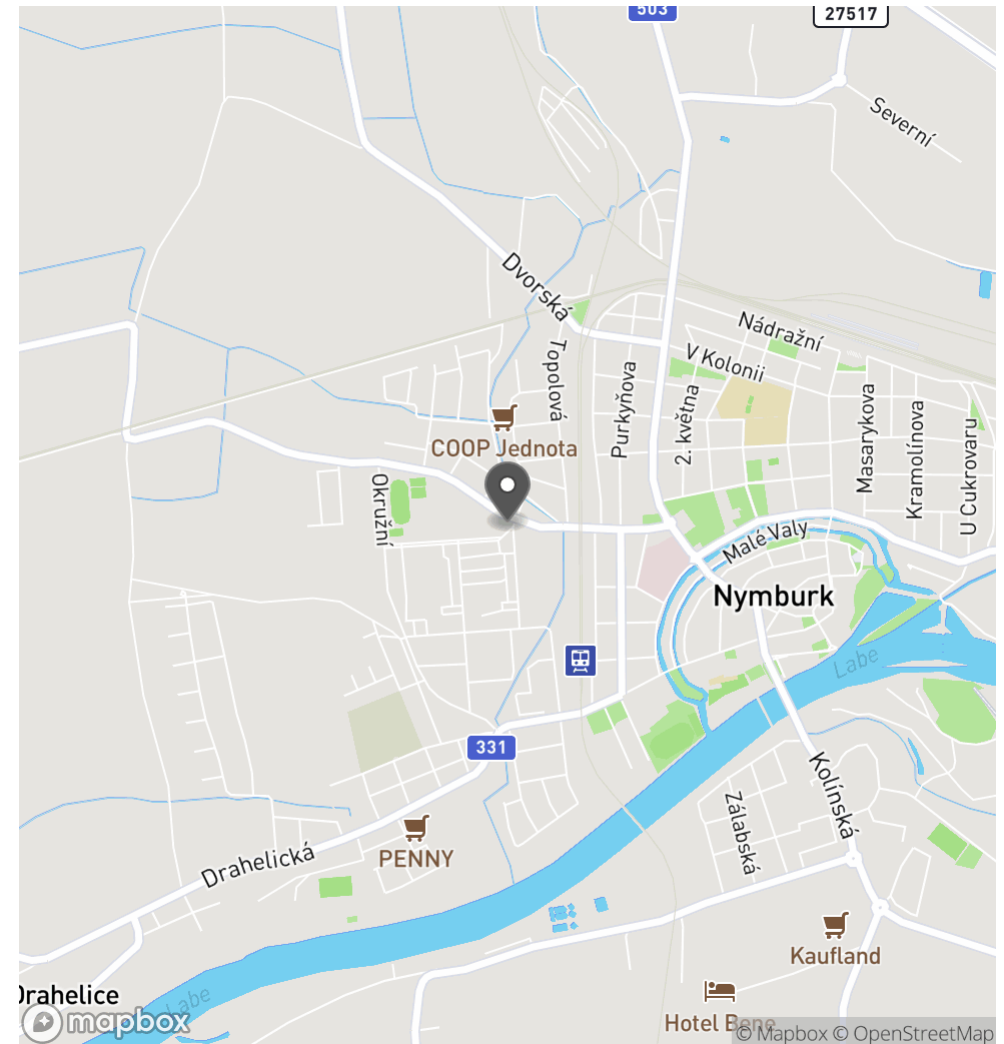 503
27517
Severní
Dvorská
Nádražní
Topolová
V Kolonii
Purkyňova
2. května
Masarykova
Kramolínova
U Cukrovaru
COOP Jednota
Okružní
Malé Valy
Nymburk
Labe
331
Kolínská
Zálabská
PENNY
Drahelická
Kaufland
Drahelice
Labe
Hotel Bene
mapbox
© Mapbox © OpenStreetMap